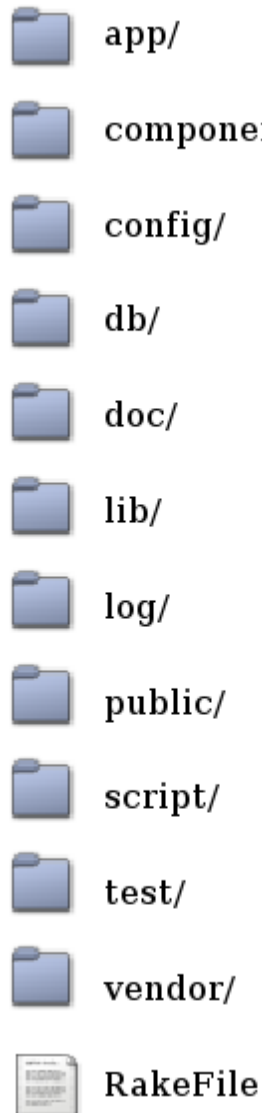 app/
compone
config/
db/
doc/
lib/
log/
public/
script/
test/
vendor/
RakeFile